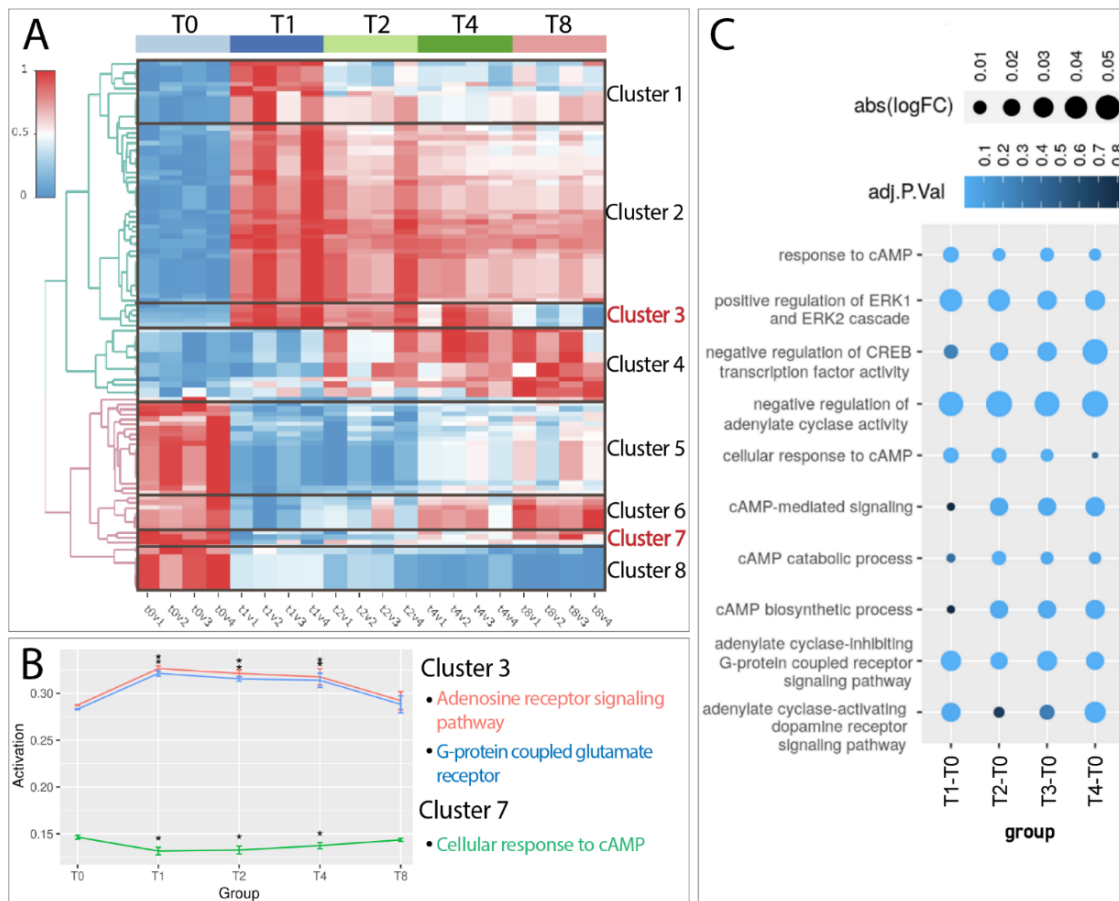 A
T0 T1 T2 T4 T8
1
0.5
0
Cluster 1
Cluster 2
Cluster 3
Cluster 4
Cluster 5
Cluster 6
Cluster 7
Cluster 8
t0v1 t0v2 t0v3 t0v4 t1v1 t1v2 t1v3 t1v4 t2v1 t2v2 t2v3 t2v4 t4v1 t4v2 t4v3 t4v4 t8v1 t8v2 t8v3 t8v4
B
Activation
0.30
0.25
0.20
0.15
T0 T1 T2 T4 T8
Group
Cluster 3
• Adenosine receptor signaling
pathway
• G-protein coupled glutamate
receptor
Cluster 7
• Cellular response to cAMP
C
0.01 0.02 0.03 0.04 0.05
abs(logFC)
0.1 0.2 0.3 0.4 0.5 0.6 0.7 0.8
adj.P.Val
response to cAMP
positive regulation of ERK1
and ERK2 cascade
negative regulation of CREB
transcription factor activity
negative regulation of
adenylate cyclase activity
cellular response to cAMP
cAMP-mediated signaling
cAMP catabolic process
cAMP biosynthetic process
adenylate cyclase-inhibiting
G-protein coupled receptor
signaling pathway
adenylate cyclase-activating
dopamine receptor
signaling pathway
T1-T0 T2-T0 T3-T0 T4-T0
group